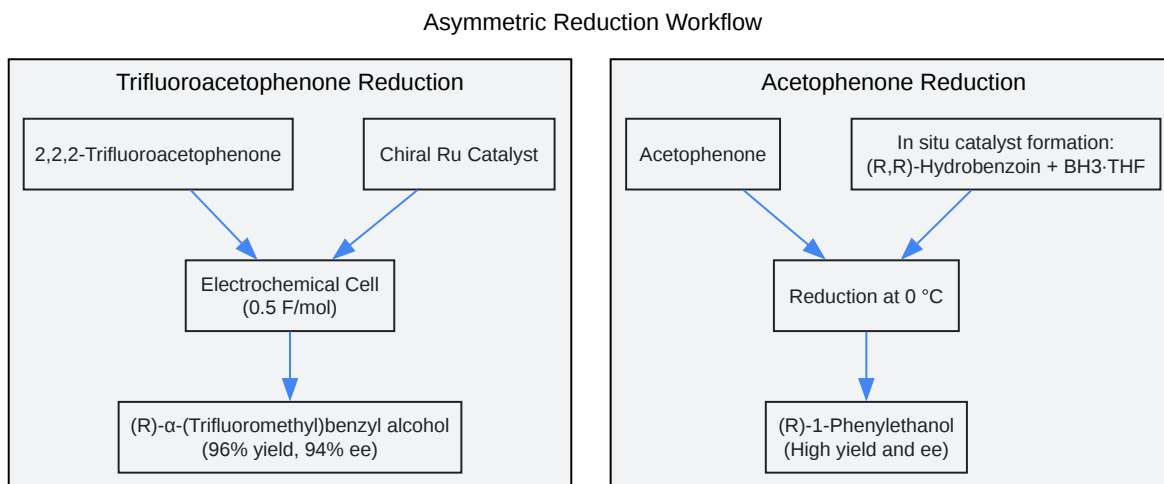 Asymmetric Reduction Workflow
Trifluoroacetophenone Reduction
2,2,2-Trifluoroacetophenone
Chiral Ru Catalyst
Electrochemical Cell
(0.5 F/mol)
(R)-α-(Trifluoromethyl)benzyl alcohol
(96% yield, 94% ee)
Acetophenone Reduction
Acetophenone
In situ catalyst formation:
(R,R)-Hydrobenzoin + BH3·THF
Reduction at 0 °C
(R)-1-Phenylethanol
(High yield and ee)